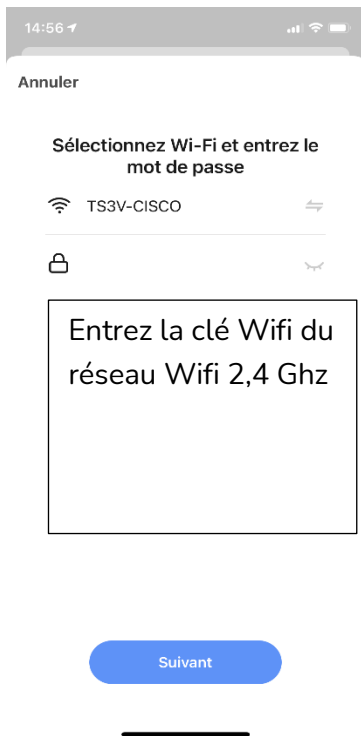 14:56
Annuler
Sélectionnez Wi-Fi et entrez le
mot de passe
TS3V-CISCO
Entrez la clé Wifi du
réseau Wifi 2,4 Ghz
Suivant